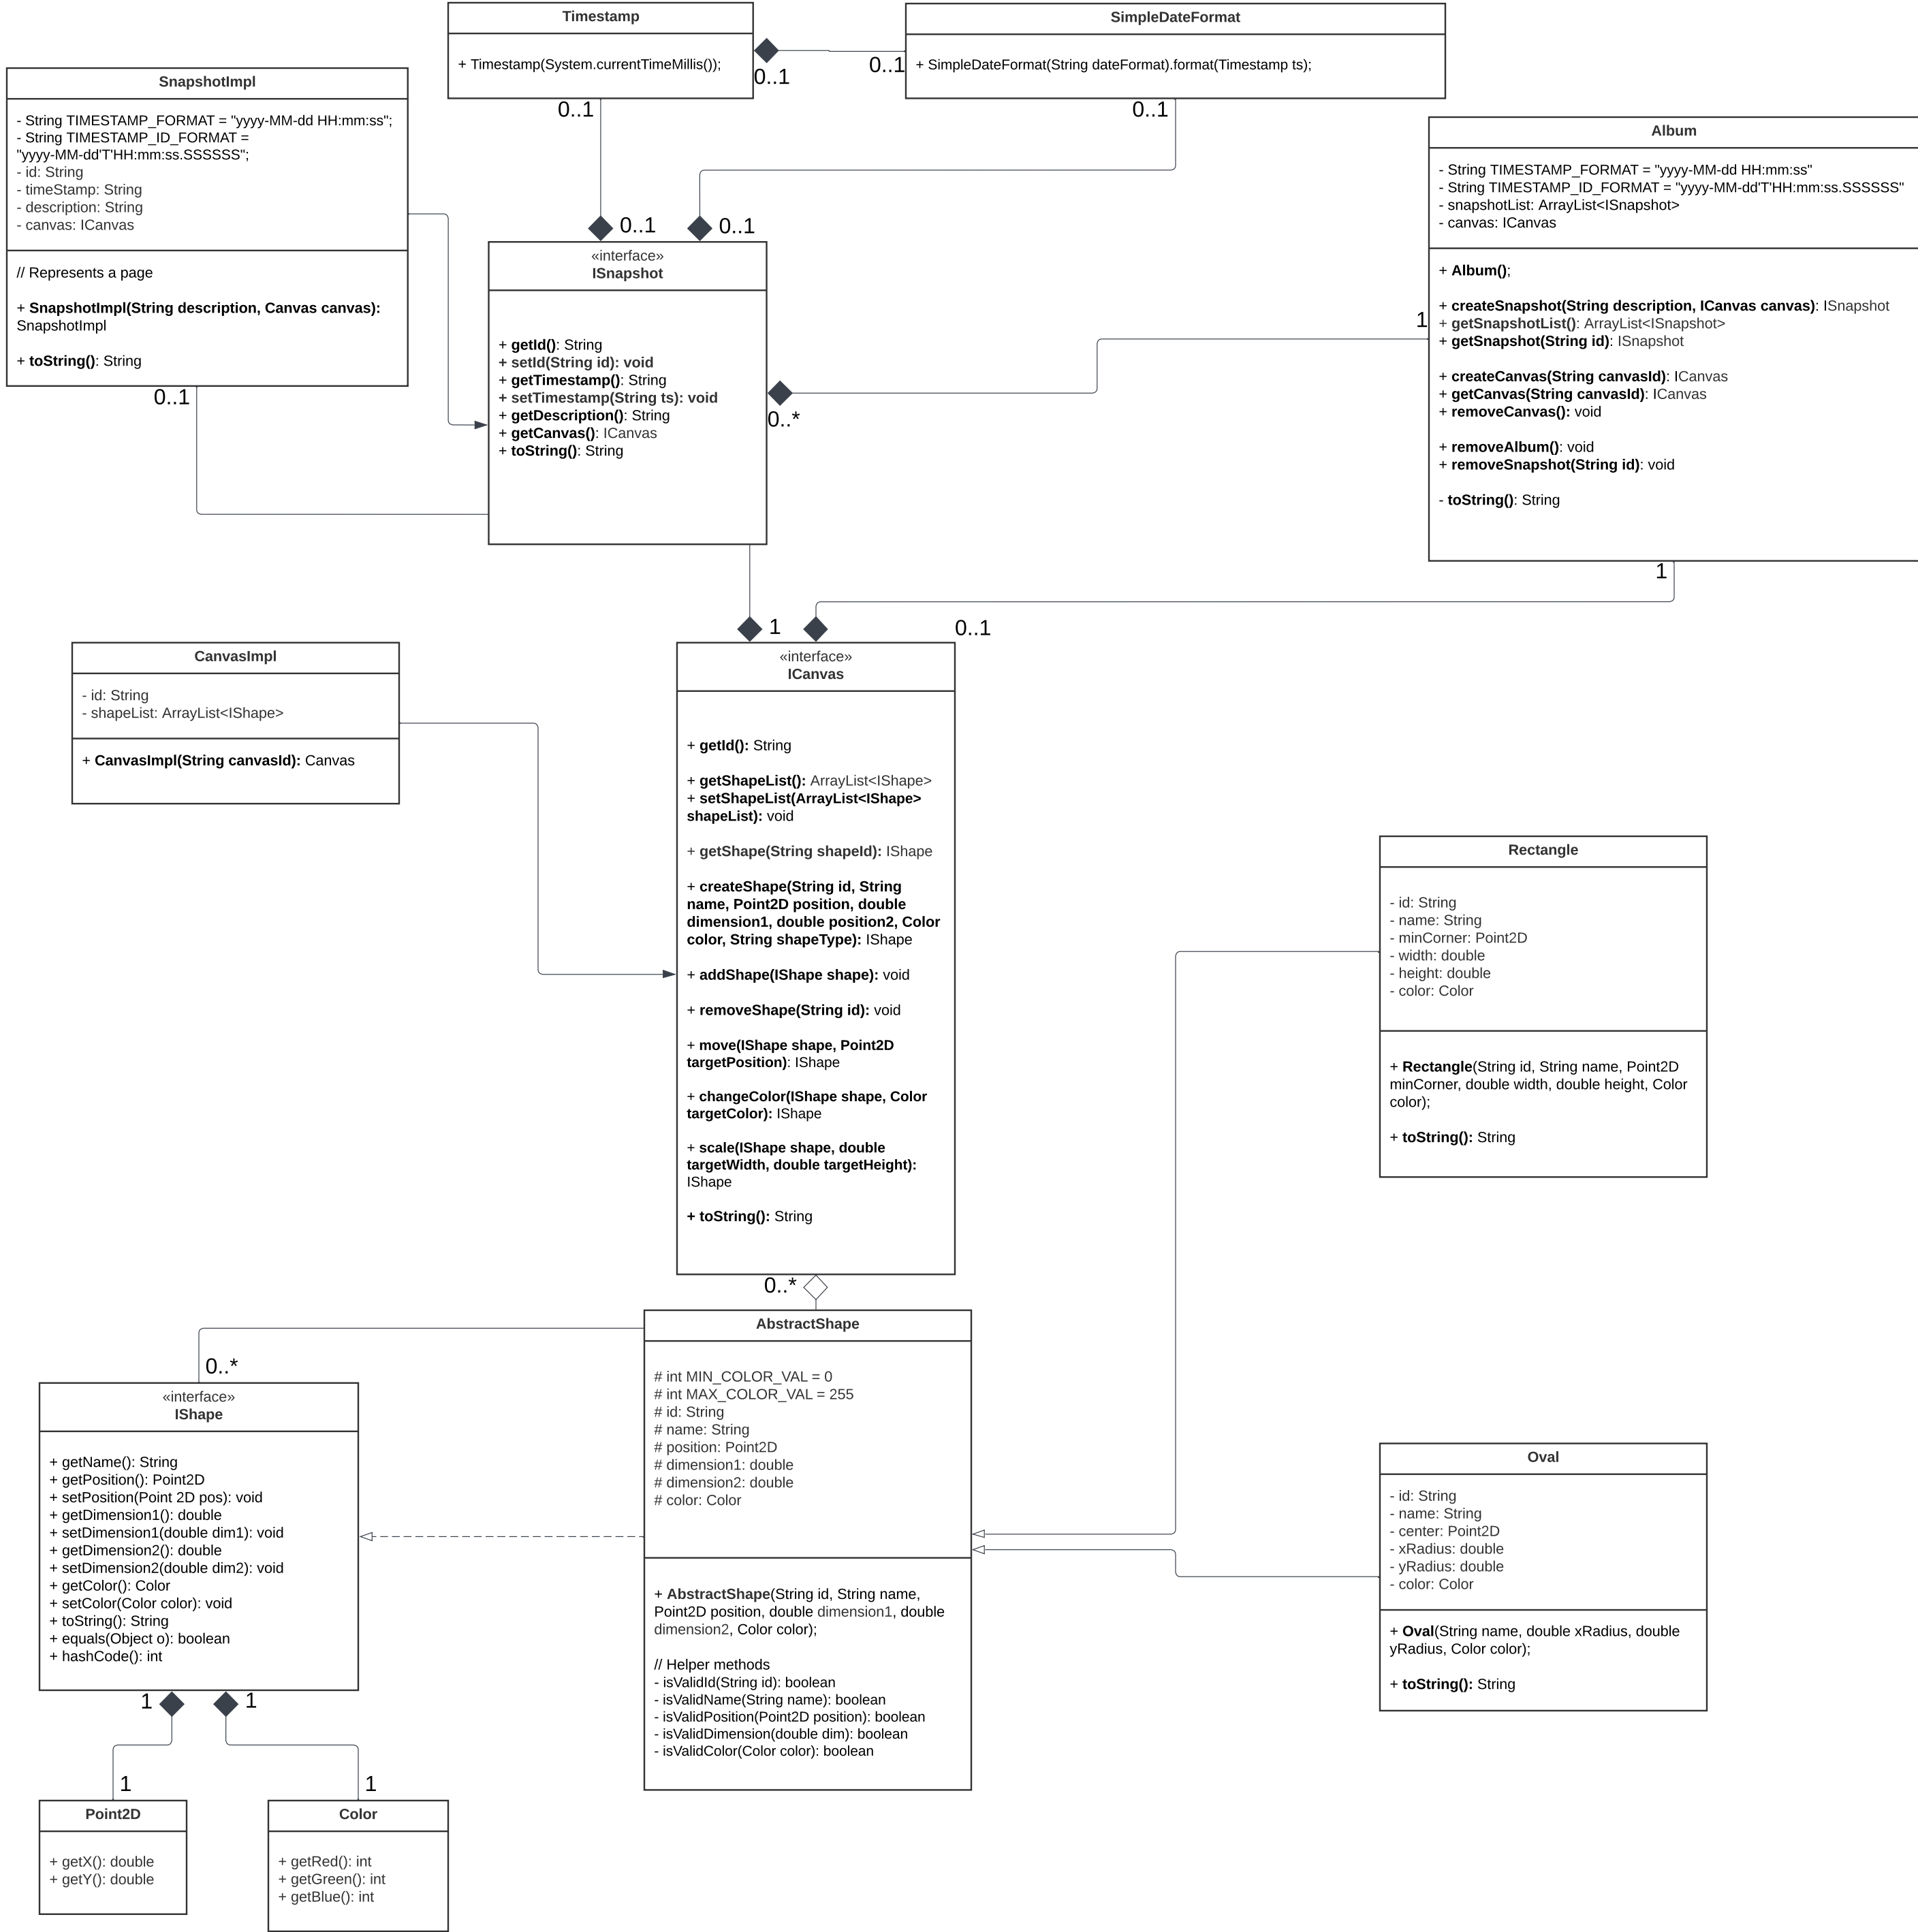 Timestamp
+ Timestamp(System.currentTimeMillis());
0..1
0..1
0..1
SimpleDateFormat
+ SimpleDateFormat(String dateFormat).format(Timestamp ts);
0..1
SnapshotImpl
- String TIMESTAMP_FORMAT = "yyyy-MM-dd HH:mm:ss";
- String TIMESTAMP_ID_FORMAT =
"yyyy-MM-dd'T'HH:mm:ss.SSSSSS";
- id: String
- timeStamp: String
- description: String
- canvas: ICanvas
// Represents a page
+ SnapshotImpl(String description, Canvas canvas):
SnapshotImpl
+ toString(): String
0..1
0..1
0..1
«interface»
ISnapshot
+ getId(): String
+ setId(String id): void
+ getTimestamp(): String
+ setTimestamp(String ts): void
+ getDescription(): String
+ getCanvas(): ICanvas
+ toString(): String
0..*
1
Album
- String TIMESTAMP_FORMAT = "yyyy-MM-dd HH:mm:ss"
- String TIMESTAMP_ID_FORMAT = "yyyy-MM-dd'T'HH:mm:ss.SSSSSS"
- snapshotList: ArrayList<ISnapshot>
- canvas: ICanvas
+ Album();
+ createSnapshot(String description, ICanvas canvas): ISnapshot
+ getSnapshotList(): ArrayList<ISnapshot>
+ getSnapshot(String id): ISnapshot
+ createCanvas(String canvasId): ICanvas
+ getCanvas(String canvasId): ICanvas
+ removeCanvas(): void
+ removeAlbum(): void
+ removeSnapshot(String id): void
- toString(): String
1
1
0..1
CanvasImpl
- id: String
- shapeList: ArrayList<IShape>
+ CanvasImpl(String canvasId): Canvas
«interface»
ICanvas
+ getId(): String
+ getShapeList(): ArrayList<IShape>
+ setShapeList(ArrayList<IShape>
shapeList): void
+ getShape(String shapeId): IShape
+ createShape(String id, String
name, Point2D position, double
dimension1, double position2, Color
color, String shapeType): IShape
+ addShape(IShape shape): void
+ removeShape(String id): void
+ move(IShape shape, Point2D
targetPosition): IShape
+ changeColor(IShape shape, Color
targetColor): IShape
+ scale(IShape shape, double
targetWidth, double targetHeight):
IShape
+ toString(): String
0..*
Rectangle
- id: String
- name: String
- minCorner: Point2D
- width: double
- height: double
- color: Color
+ Rectangle(String id, String name, Point2D
minCorner, double width, double height, Color
color);
+ toString(): String
AbstractShape
# int MIN_COLOR_VAL = 0
# int MAX_COLOR_VAL = 255
# id: String
# name: String
# position: Point2D
# dimension1: double
# dimension2: double
# color: Color
+ AbstractShape(String id, String name,
Point2D position, double dimension1, double
dimension2, Color color);
// Helper methods
- isValidId(String id): boolean
- isValidName(String name): boolean
- isValidPosition(Point2D position): boolean
- isValidDimension(double dim): boolean
- isValidColor(Color color): boolean
0..*
«interface»
IShape
+ getName(): String
+ getPosition(): Point2D
+ setPosition(Point 2D pos): void
+ getDimension1(): double
+ setDimension1(double dim1): void
+ getDimension2(): double
+ setDimension2(double dim2): void
+ getColor(): Color
+ setColor(Color color): void
+ toString(): String
+ equals(Object o): boolean
+ hashCode(): int
1
1
Oval
- id: String
- name: String
- center: Point2D
- xRadius: double
- yRadius: double
- color: Color
+ Oval(String name, double xRadius, double
yRadius, Color color);
+ toString(): String
1
1
Point2D
+ getX(): double
+ getY(): double
Color
+ getRed(): int
+ getGreen(): int
+ getBlue(): int